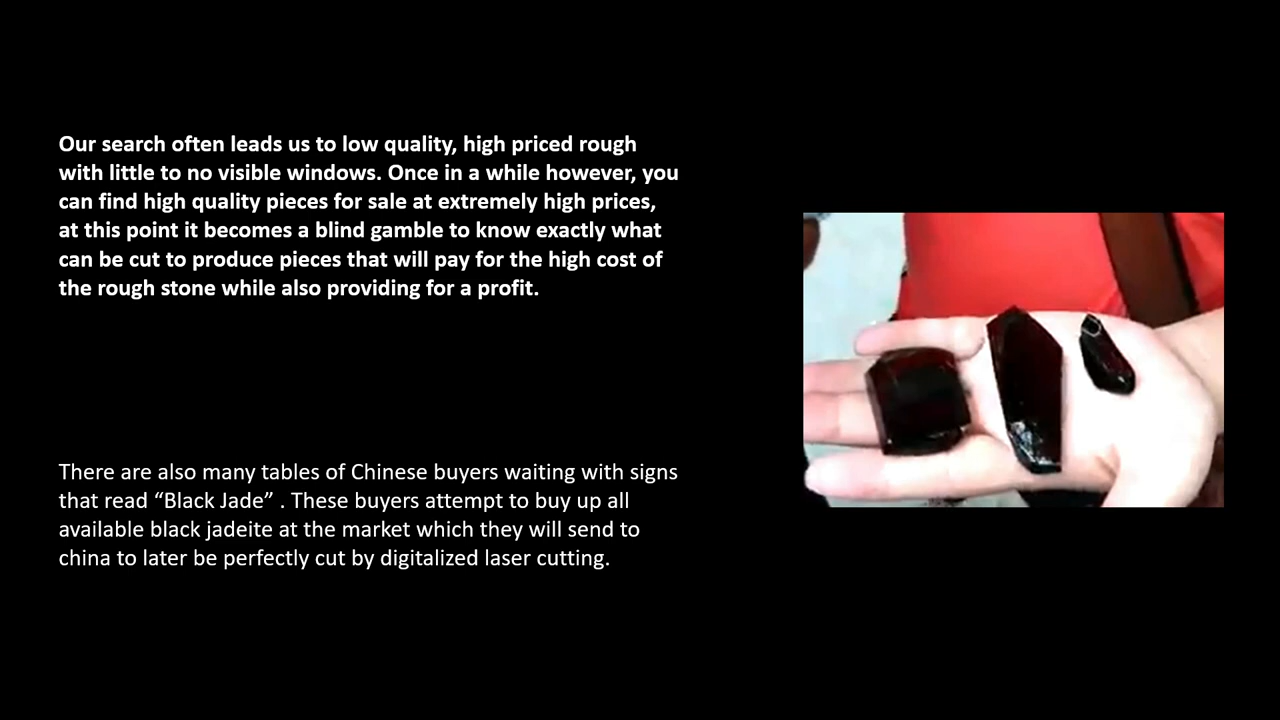 Our search often leads us to low quality, high priced rough
with little to no visible windows. Once in a while however, you
can find high quality pieces for sale at extremely high prices,
at this point it becomes a blind gamble to know exactly what
can be cut to produce pieces that will pay for the high cost of
the rough stone while also providing for a profit.
There are also many tables of Chinese buyers waiting with signs
that read “Black Jade” . These buyers attempt to buy up all
available black jadeite at the market which they will send to
china to later be perfectly cut by digitalized laser cutting.